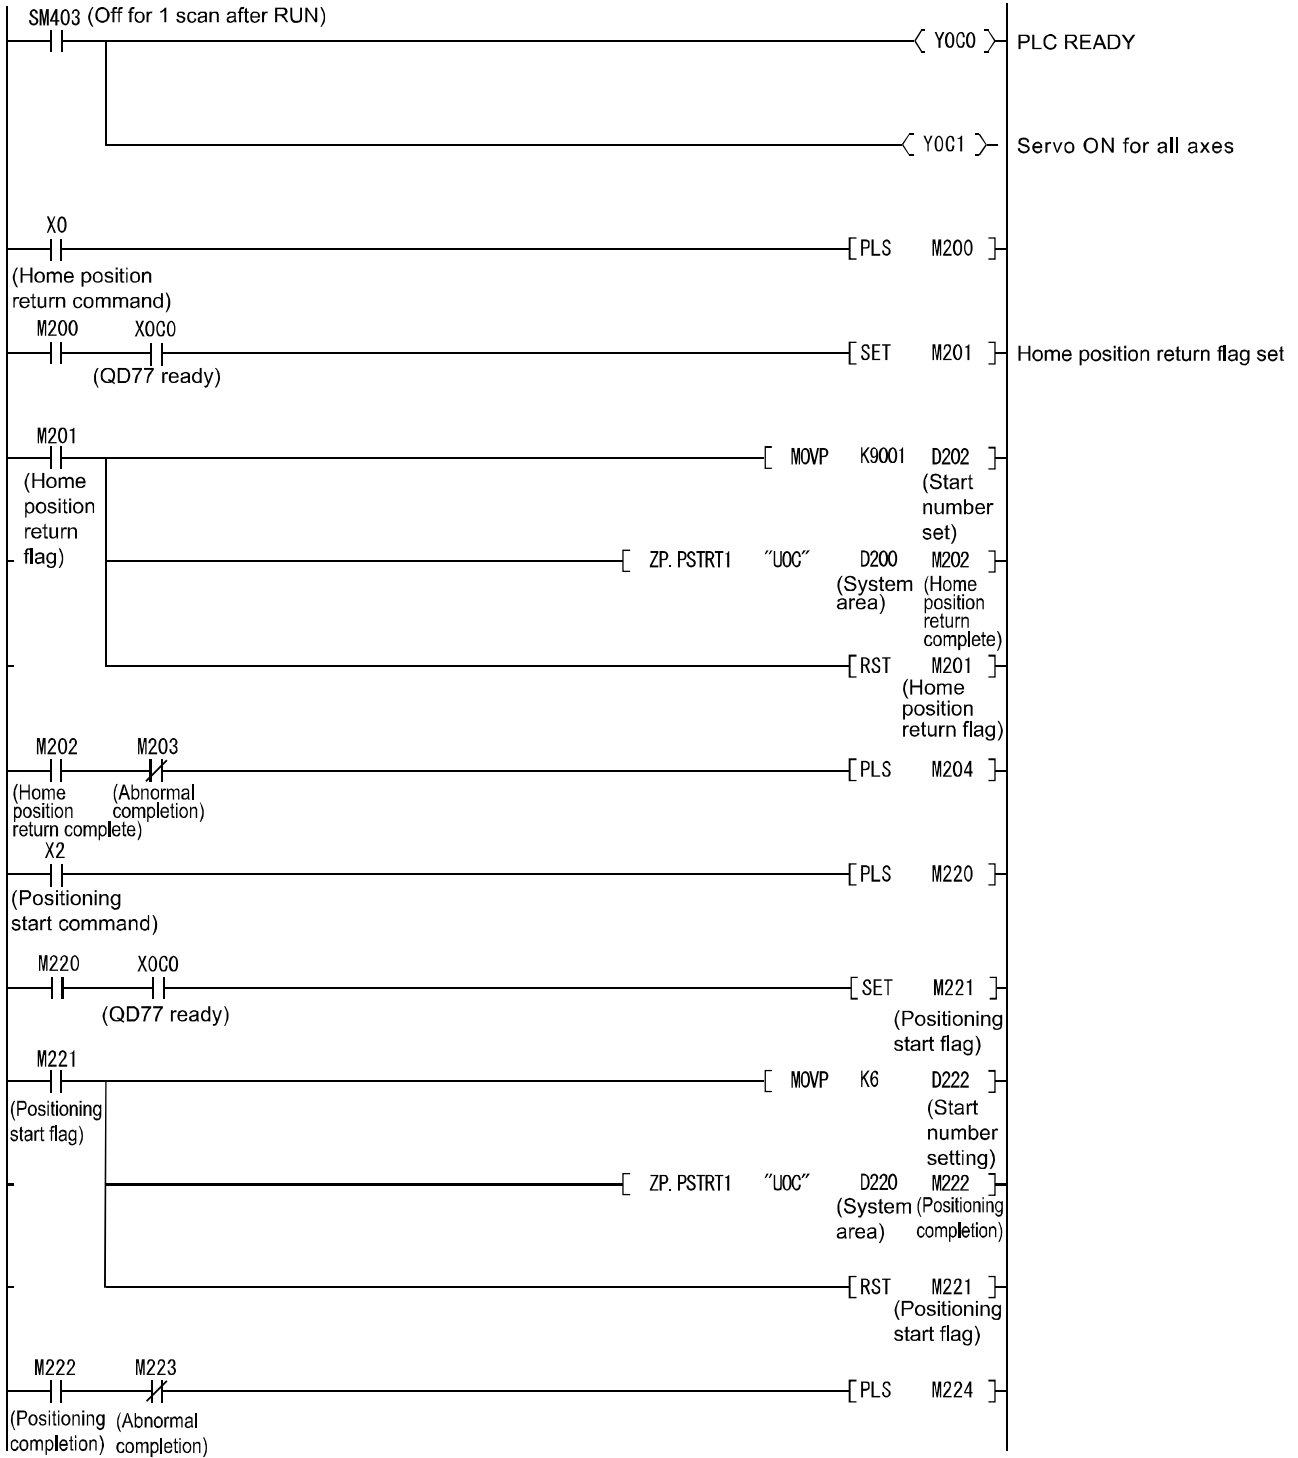 SM403 (Off for 1 scan after RUN)
Y0C0 PLC READY
Y0C1 Servo ON for all axes
X0
PLS M200
(Home position
return command)
M200 X0C0
SET M201 Home position return flag set
(QD77 ready)
M201
MOVP K9001 D202
(Home
position
return
flag)
(Start
number
set)
ZP.PSTRT1 "U0C" D200 M202
(System
area)
(Home
position
return
complete)
RST M201
(Home
position
return flag)
M202 M203
PLS M204
(Home
position
return complete)
(Abnormal
completion)
X2
PLS M220
(Positioning
start command)
M220 X0C0
SET M221
(QD77 ready)
(Positioning
start flag)
M221
MOVP K6 D222
(Positioning
start flag)
(Start
number
setting)
ZP.PSTRT1 "U0C" D220 M222
(System
area)
(Positioning
completion)
RST M221
(Positioning
start flag)
M222 M223
PLS M224
(Positioning
completion)
(Abnormal
completion)